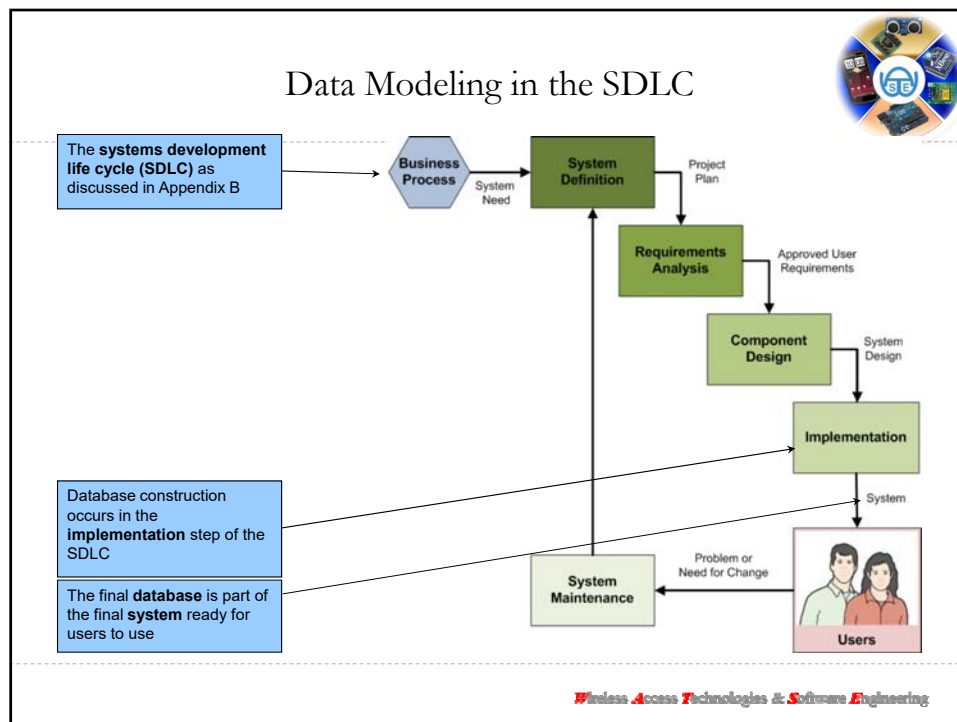 Data Modeling in the SDLC
The systems development
life cycle (SDLC) as
discussed in Appendix B
Business
Process
System
Need
System
Definition
Project
Plan
Requirements
Analysis
Approved User
Requirements
Component
Design
System
Design
Implementation
System
Database construction
occurs in the
implementation step of the
SDLC
The final database is part of
the final system ready for
users to use
System
Maintenance
Problem or
Need for Change
Users
Wireless Access Technologies & Software Engineering